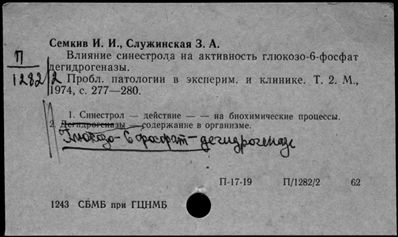 Семкив И. И., Служинская З. А.
Влияние синестрола на активность глюкозо-6-фосфат
дегидрогеназы.
П
1282/2
Пробл. патологии в эксперим. и клинике. Т. 2. М.,
1974, с. 277—280.
1. Синестрол — действие — — на биохимические процессы.
2. Дегидрогеназы — содержание в организме.
Глюкозо-6 фосфат-дегидрогеназа
П-17-19 П/1282/2 62
1243 СБМБ при ГЦНМБ